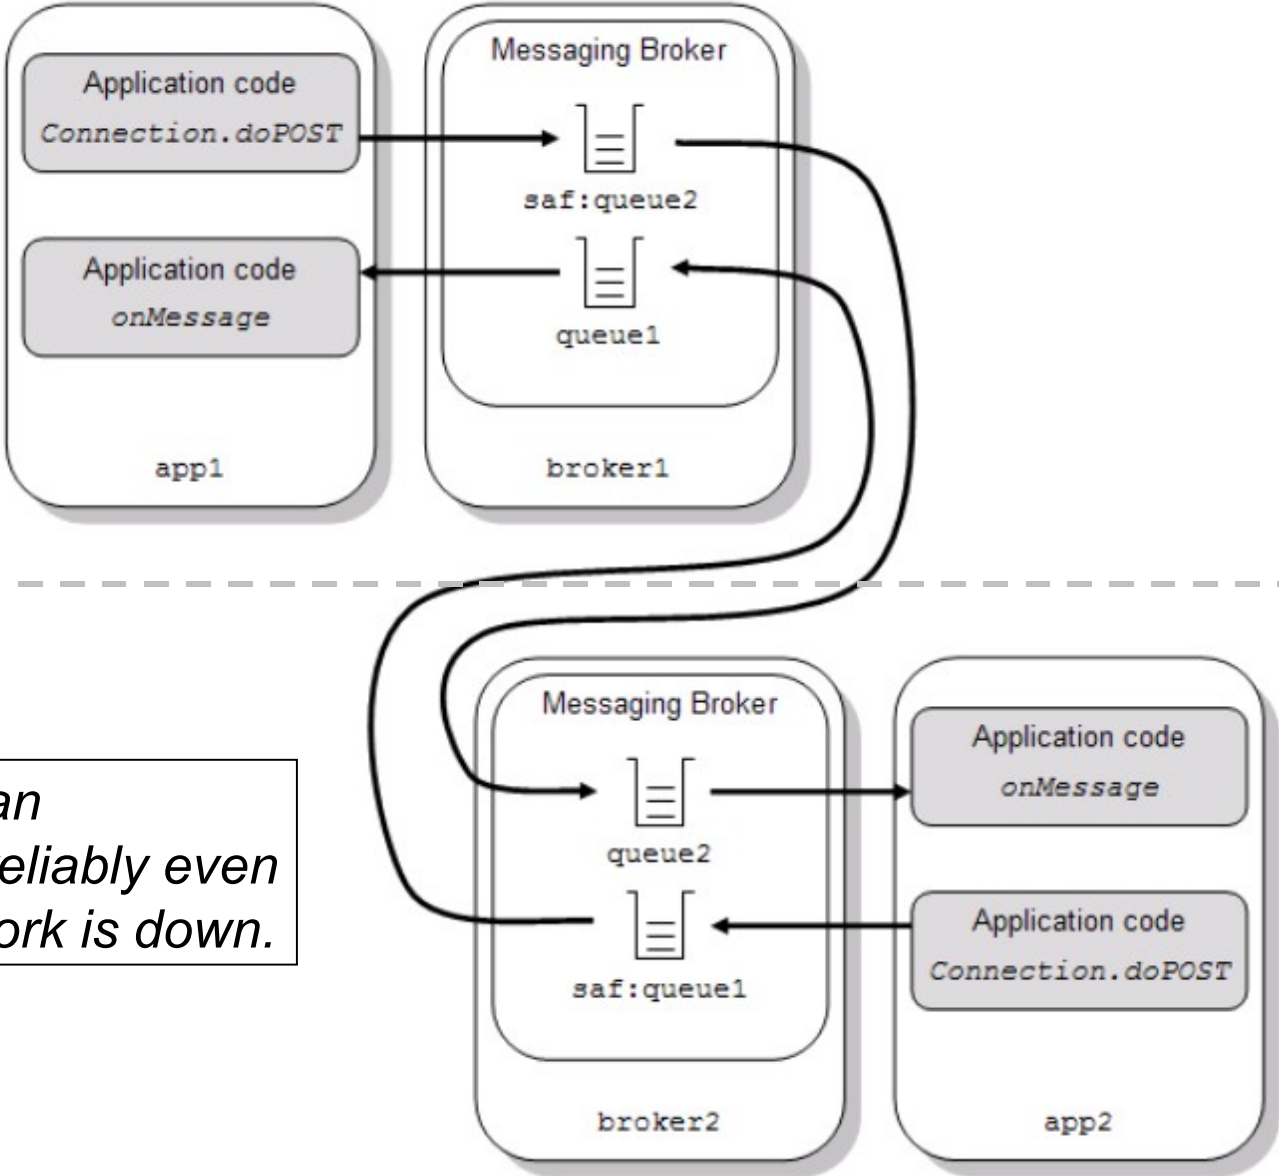 Application code
Connection.doPOST
Application code
onMessage
app1
Messaging Broker
saf:queue2
queue1
broker1
an
eliably even
ork is down.
Messaging Broker
queue2
saf:queue1
broker2
Application code
onMessage
Application code
Connection.doPOST
app2